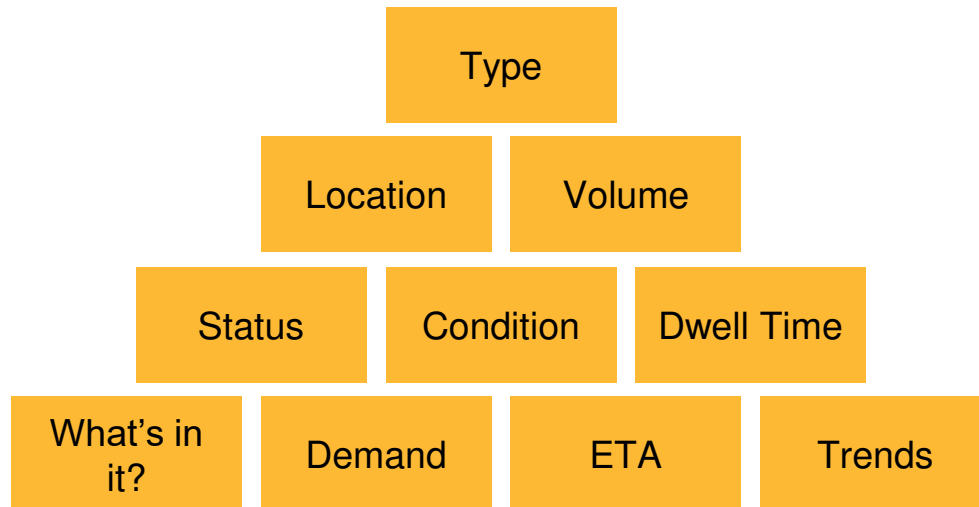 Type
Location
Volume
Status
Condition
Dwell Time
What’s in
it?
Demand
ETA
Trends